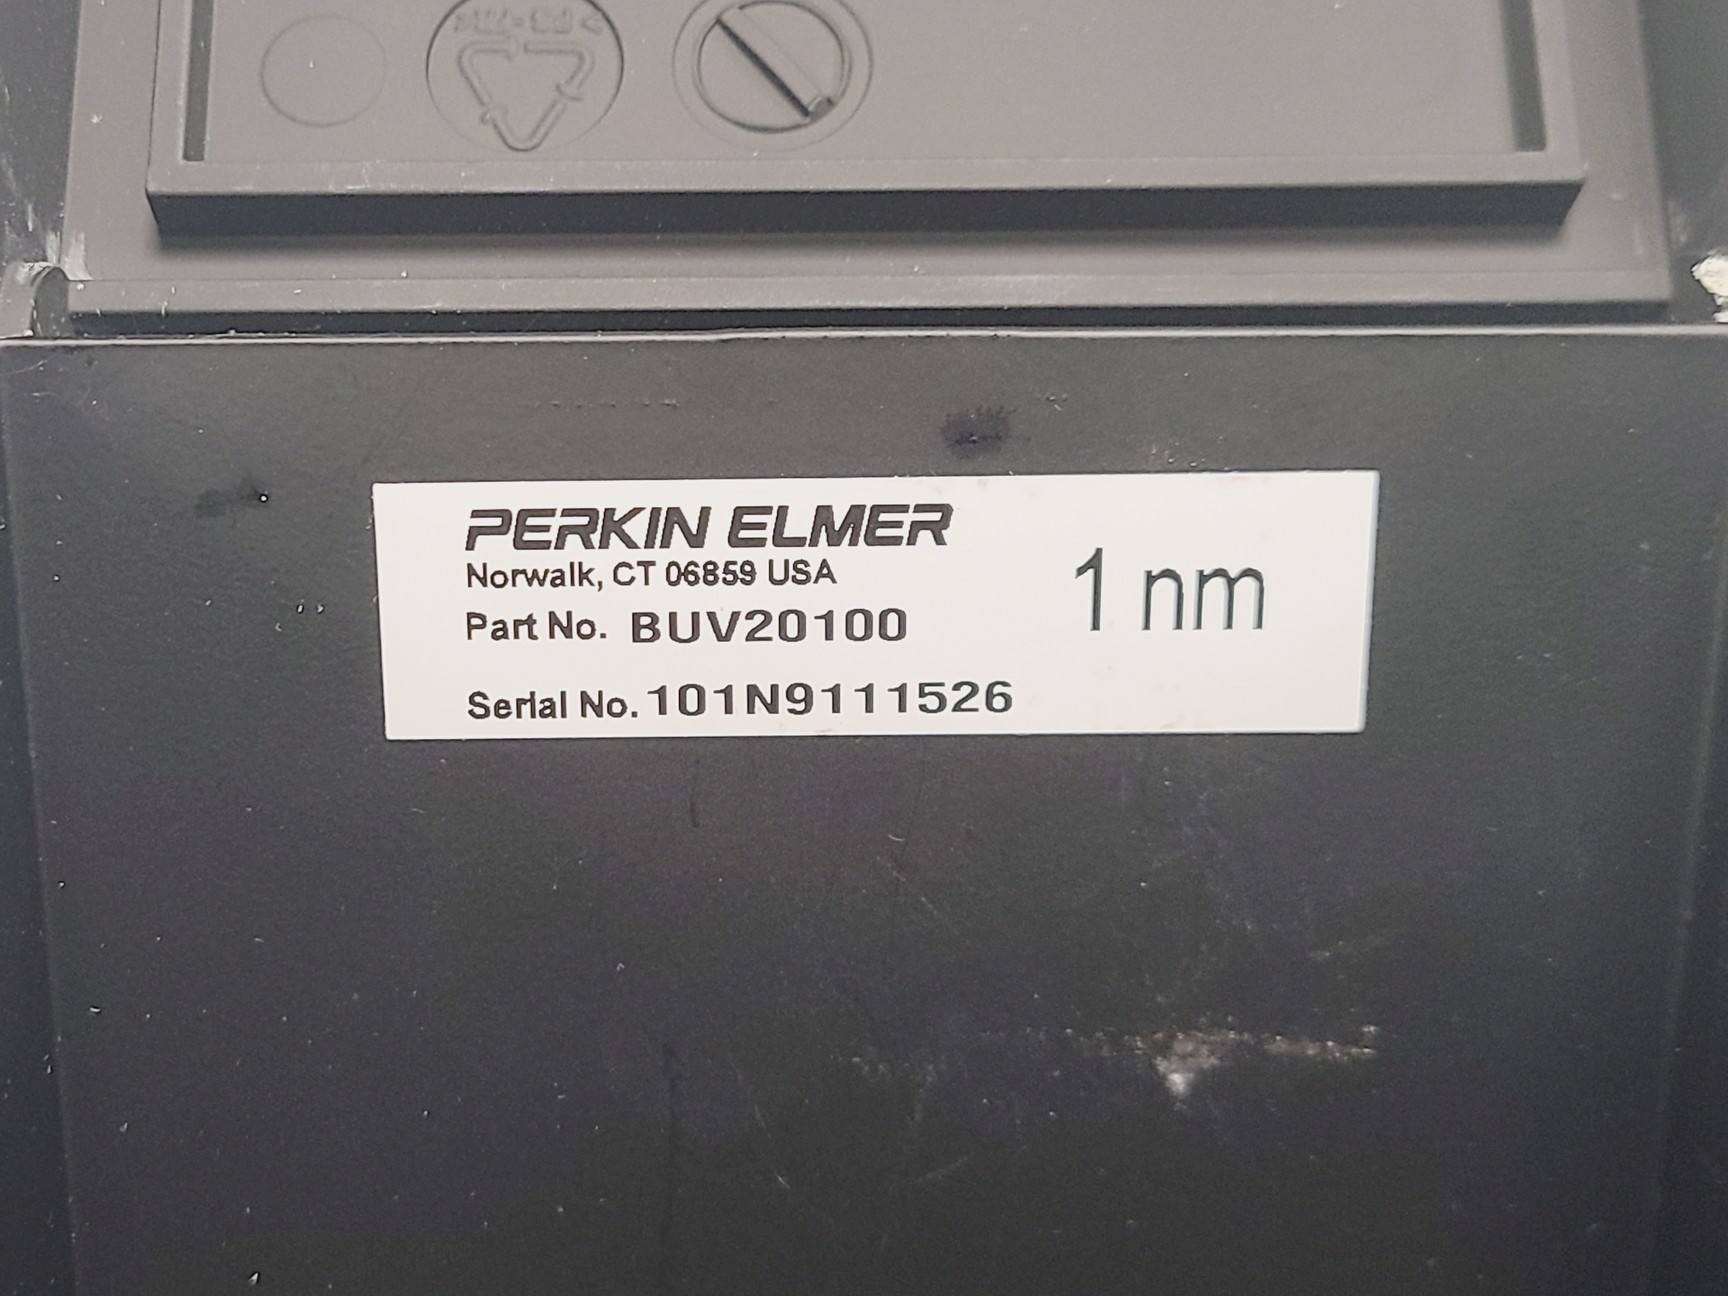 PERKIN ELMER
Norwalk, CT 06859 USA
Part No. BUV20100
1 nm
Serial No. 101N9111526